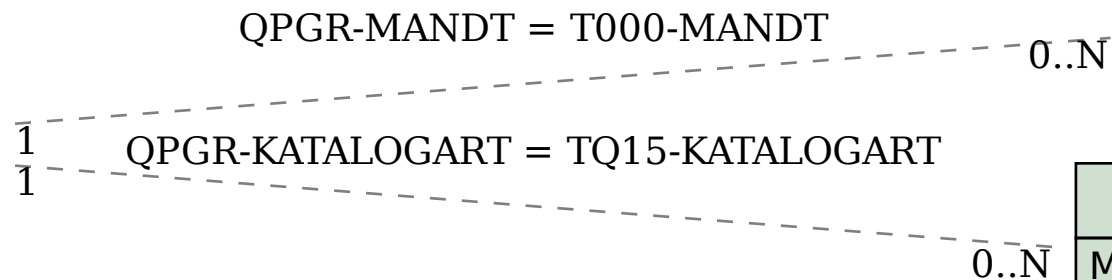 QPGR-MANDT = T000-MANDT
0..N
1
QPGR-KATALOGART = TQ15-KATALOGART
1
0..N